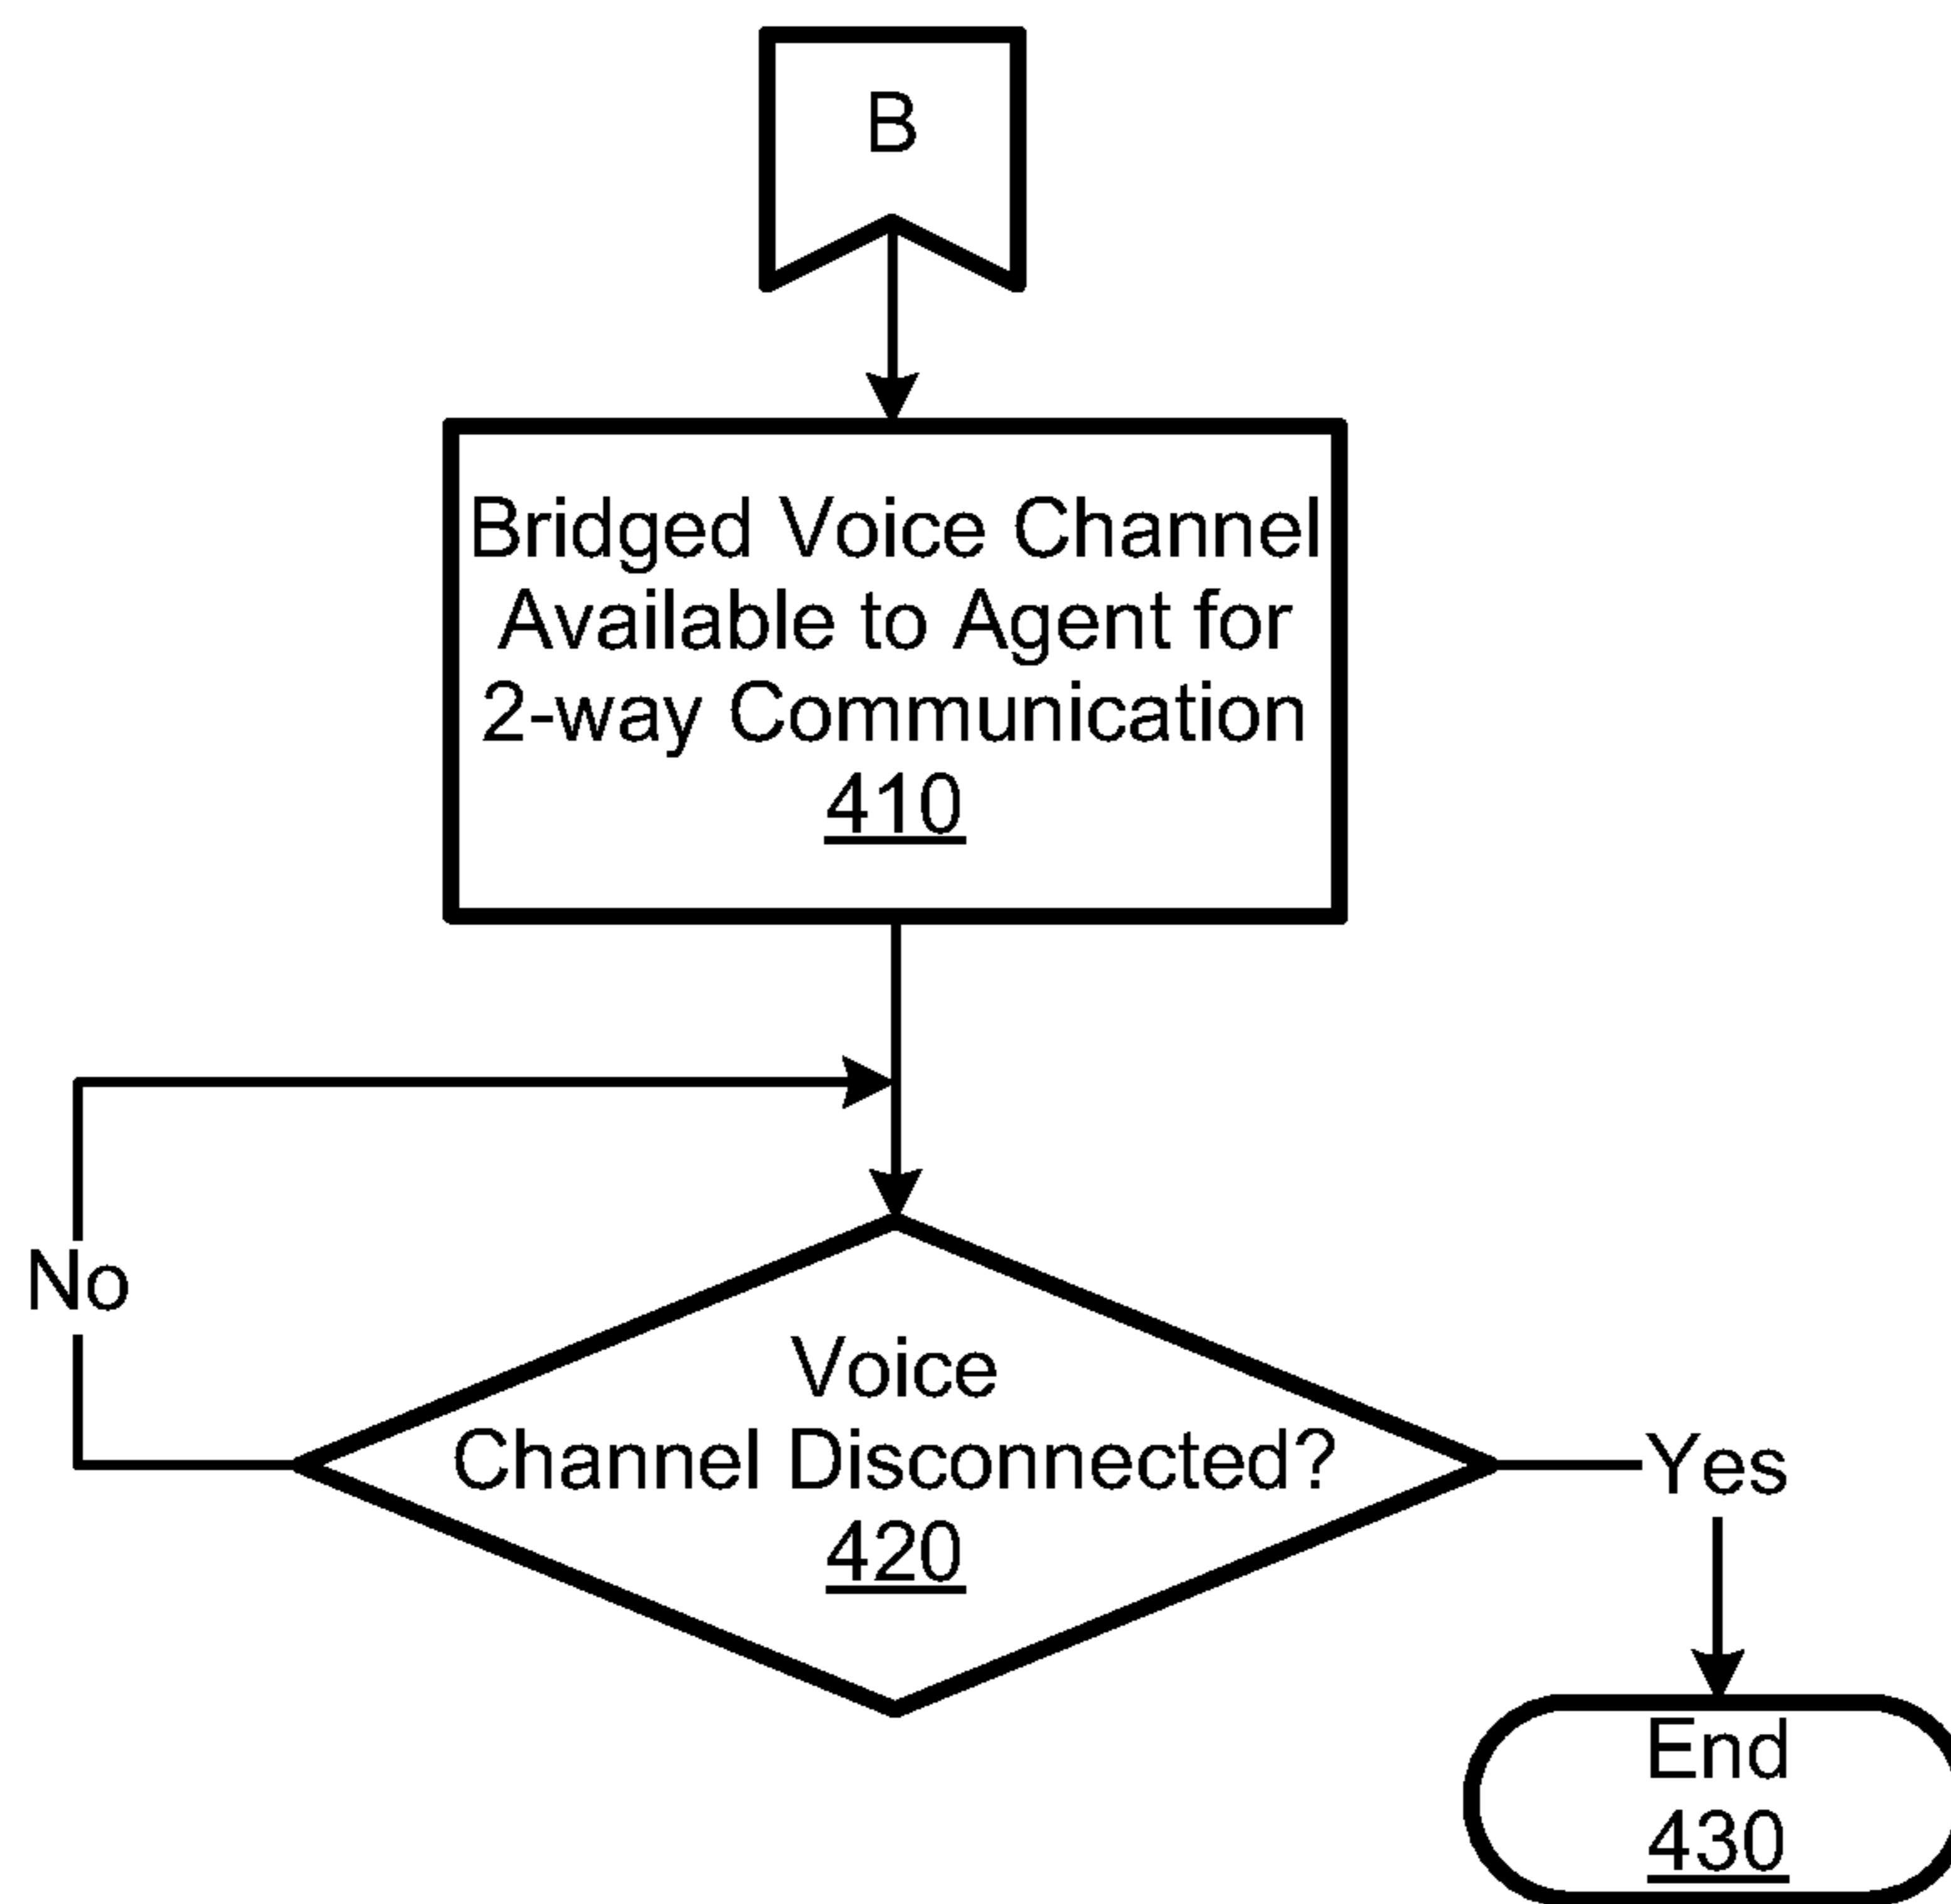 B
Bridged Voice Channel
Available to Agent for
2-way Communication
410
No
Voice
Channel Disconnected?
420
Yes
End
430